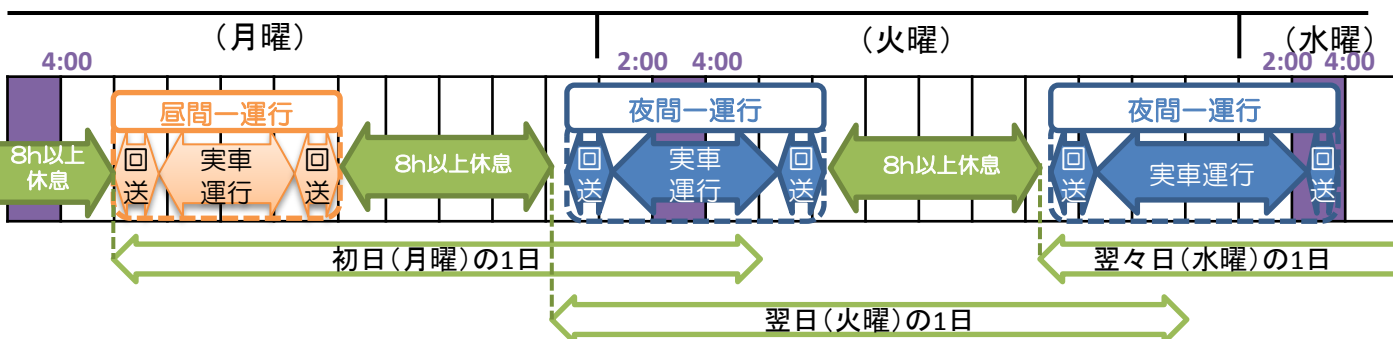 (月曜)
(火曜)
(水曜)
4:00
2:00 4:00
2:00 4:00
昼間一運行
夜間一運行
夜間一運行
8h以上
休息
回
送
実車
運行
回
送
8h以上休息
回
送
実車
運行
回
送
8h以上休息
回
送
実車運行
回
送
初日(月曜)の1日
翌々日(水曜)の1日
翌日(火曜)の1日